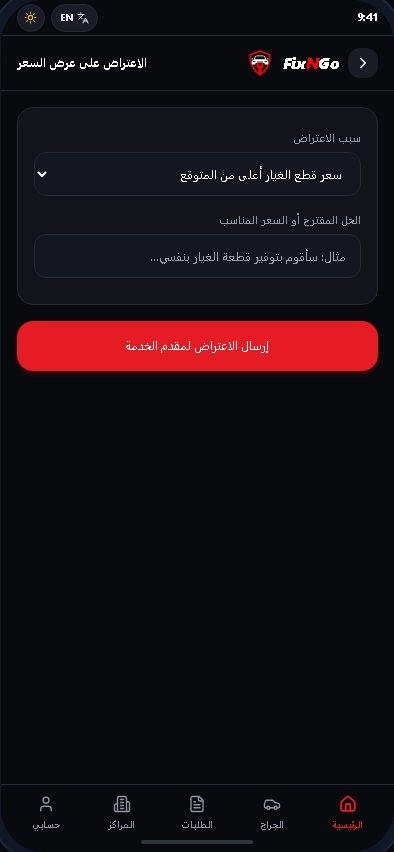 9:41
EN
FixNGo
الاعتراض على عرض السعر
سبب الاعتراض
سعر قطع الغيار أعلى من المتوقع
الحل المقترح أو السعر المناسب
مثال: سأقوم بتوفير قطعة الغيار بنفسي...
إرسال الاعتراض لمقدم الخدمة
الرئيسية
الجراج
الطلبات
المراكز
حسابي